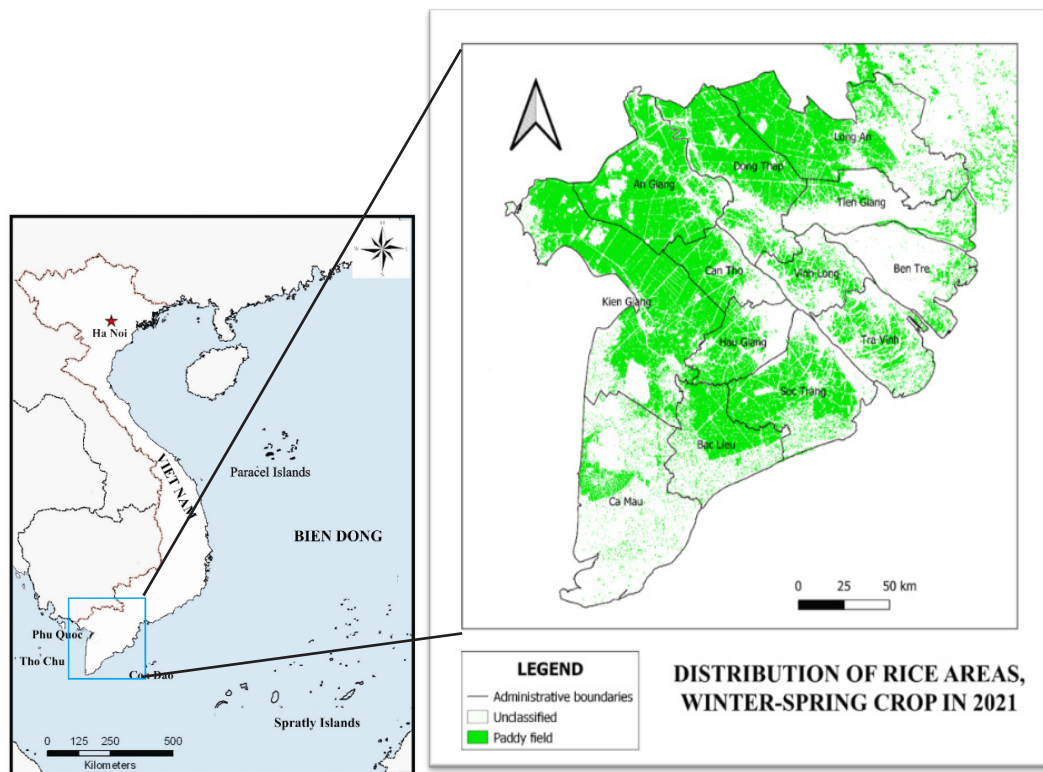 N
W
E
S
Ha Noi
VIET NAM
Paracel Islands
BIEN DONG
Phu Quoc
Tho Chu
Con Dao
Spratly Islands
0 125 250 500
Kilometers
Long An
Dong Thap
An Giang
Tien Giang
Can Tho
Vinh Long
Ben Tre
Kien Giang
Hau Giang
Tra Vinh
Soc Trang
Bac Lieu
Ca Mau
0 25 50 km
LEGEND
Administrative boundaries
Unclassified
Paddy field
DISTRIBUTION OF RICE AREAS,
WINTER-SPRING CROP IN 2021